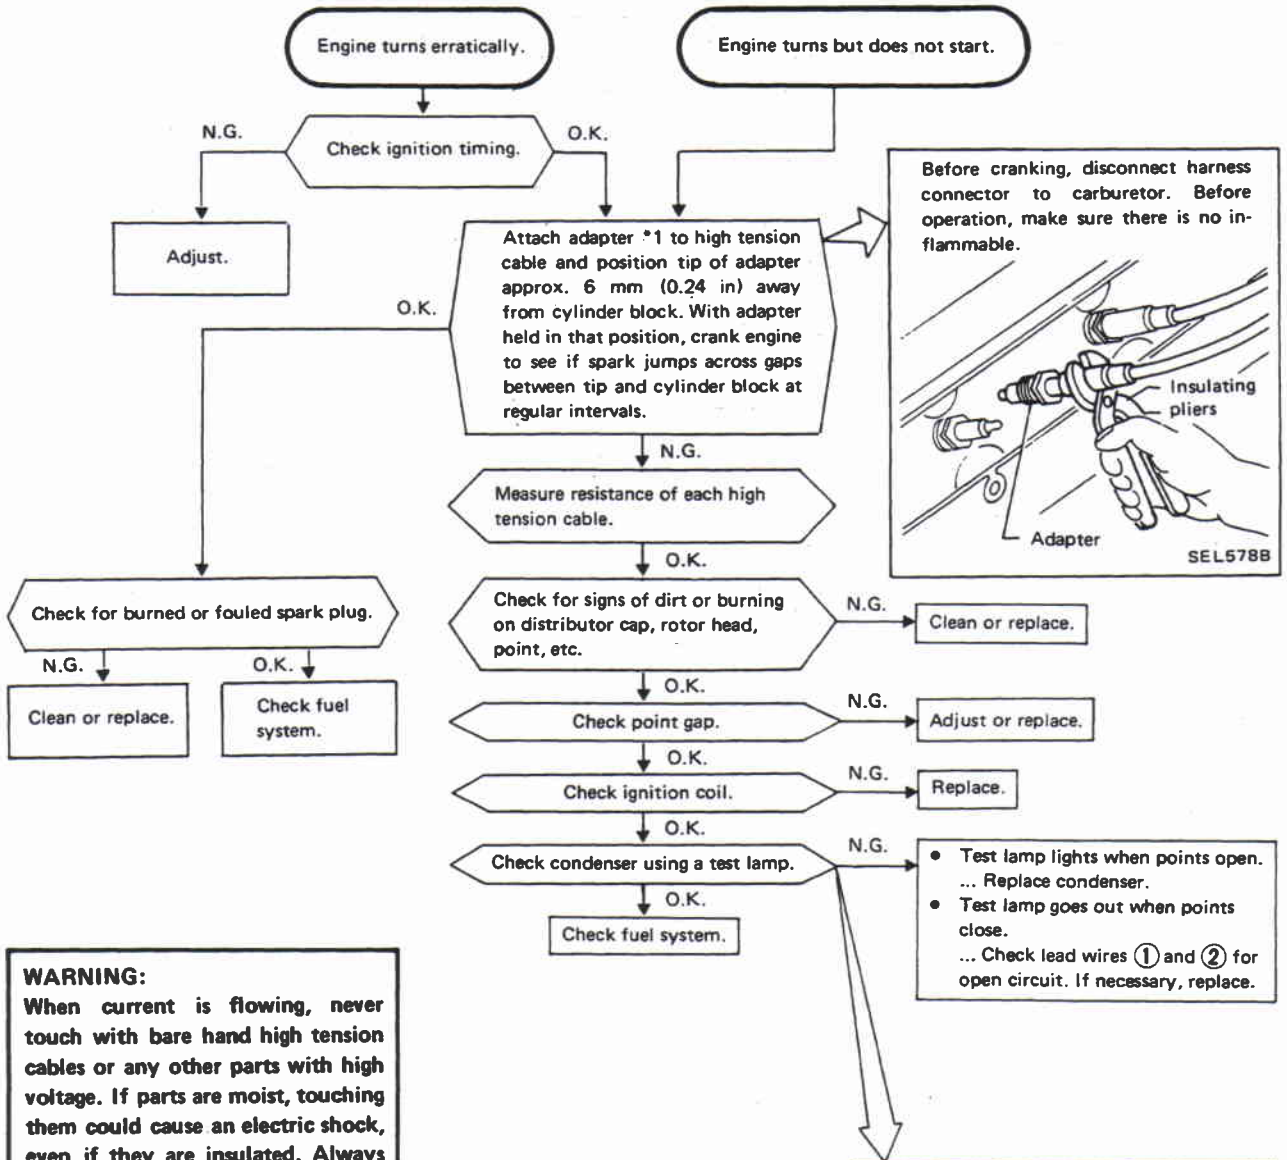 Engine turns erratically.
Engine turns but does not start.
N.G.
Check ignition timing.
O.K.
Adjust.
Before cranking, disconnect harness
connector to carburetor. Before
operation, make sure there is no in-
flammable.
Insulating
pliers
Adapter
SEL578B
O.K.
Attach adapter *1 to high tension
cable and position tip of adapter
approx. 6 mm (0.24 in) away
from cylinder block. With adapter
held in that position, crank engine
to see if spark jumps across gaps
between tip and cylinder block at
regular intervals.
N.G.
Measure resistance of each high
tension cable.
O.K.
Check for burned or fouled spark plug.
N.G.
O.K.
Clean or replace.
Check fuel
system.
Check for signs of dirt or burning
on distributor cap, rotor head,
point, etc.
N.G.
Clean or replace.
O.K.
Check point gap.
N.G.
Adjust or replace.
O.K.
Check ignition coil.
N.G.
Replace.
O.K.
Check condenser using a test lamp.
N.G.
● Test lamp lights when points open.
... Replace condenser.
● Test lamp goes out when points
close.
... Check lead wires ① and ② for
open circuit. If necessary, replace.
O.K.
Check fuel system.
WARNING:
When current is flowing, never
touch with bare hand high tension
cables or any other parts with high
voltage. If parts are moist, touching
them could cause an electric shock,
even if they are insulated. Always